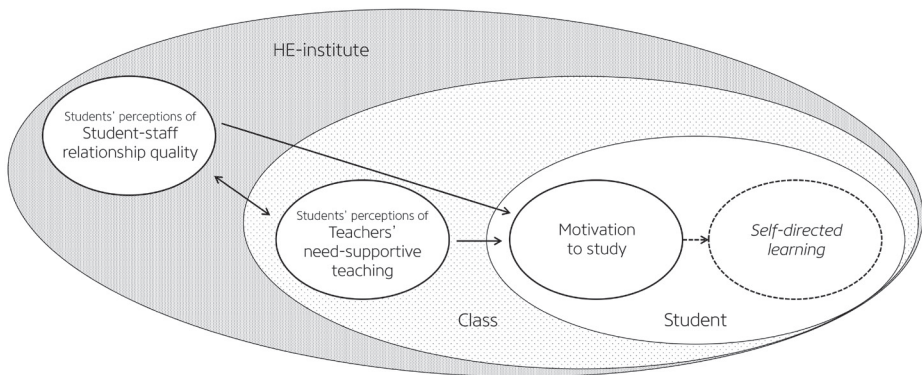 HE-institute
Students' perceptions of
Student-staff
relationship quality
Students' perceptions of
Teachers'
need-supportive
teaching
Motivation
to study
Self-directed
learning
Class
Student